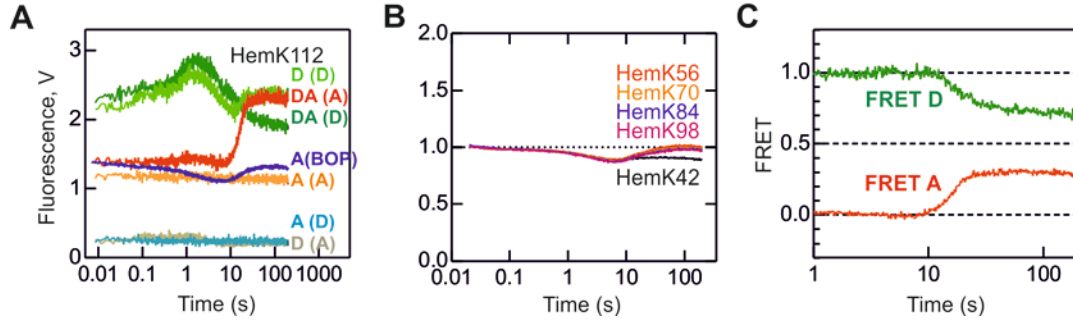 A
HemK112
3
2
1
0
Fluorescence, V
D (D)
DA (A)
DA (D)
A(BOP)
A (A)
A (D)
D (A)
0.01 0.1 1 10 100 1000
Time (s)
B
2.0
1.5
1.0
0.5
0.0
HemK56
HemK70
HemK84
HemK98
HemK42
0.01 0.1 1 10 100
Time (s)
C
FRET
1.0
0.5
0.0
FRET D
FRET A
1 10 100
Time (s)